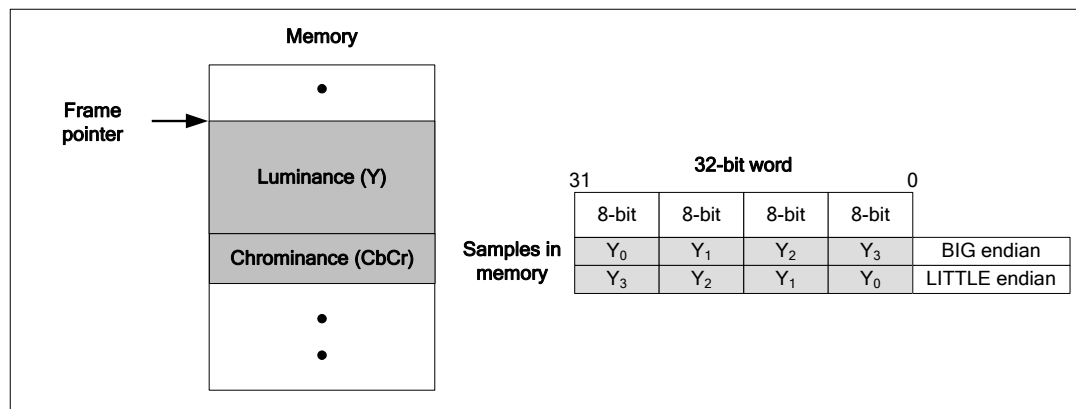 Memory
Frame
pointer
Luminance (Y)
Chrominance (CbCr)
32-bit word
31 0
8-bit 8-bit 8-bit 8-bit
Samples in
memory
Y₀ Y₁ Y₂ Y₃ BIG endian
Y₃ Y₂ Y₁ Y₀ LITTLE endian